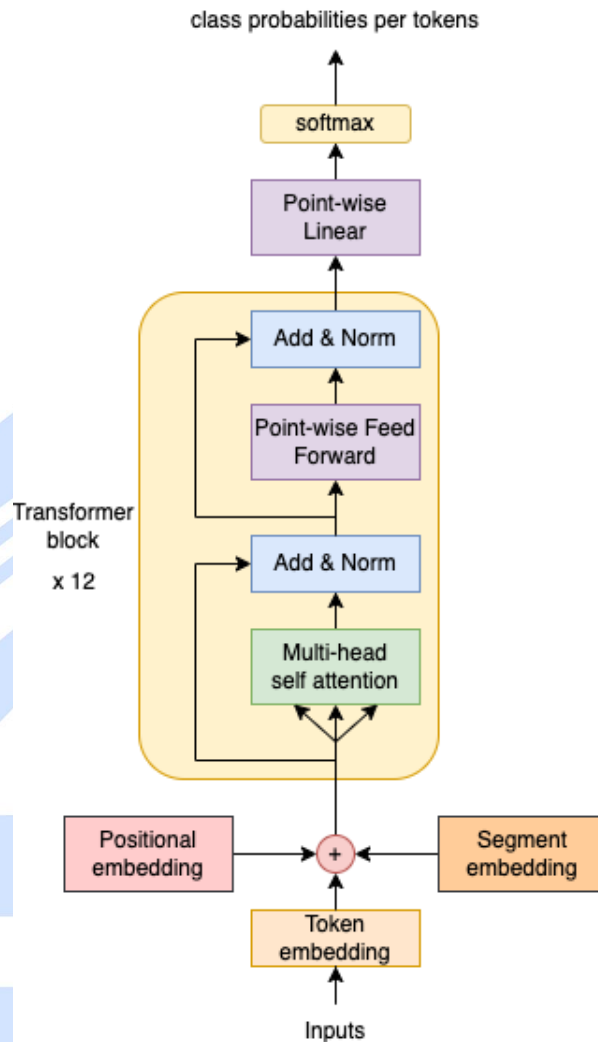 class probabilities per tokens
softmax
Point-wise
Linear
Add & Norm
Point-wise Feed
Forward
Transformer
block
x 12
Add & Norm
Multi-head
self attention
Positional
embedding
+
Segment
embedding
Token
embedding
Inputs